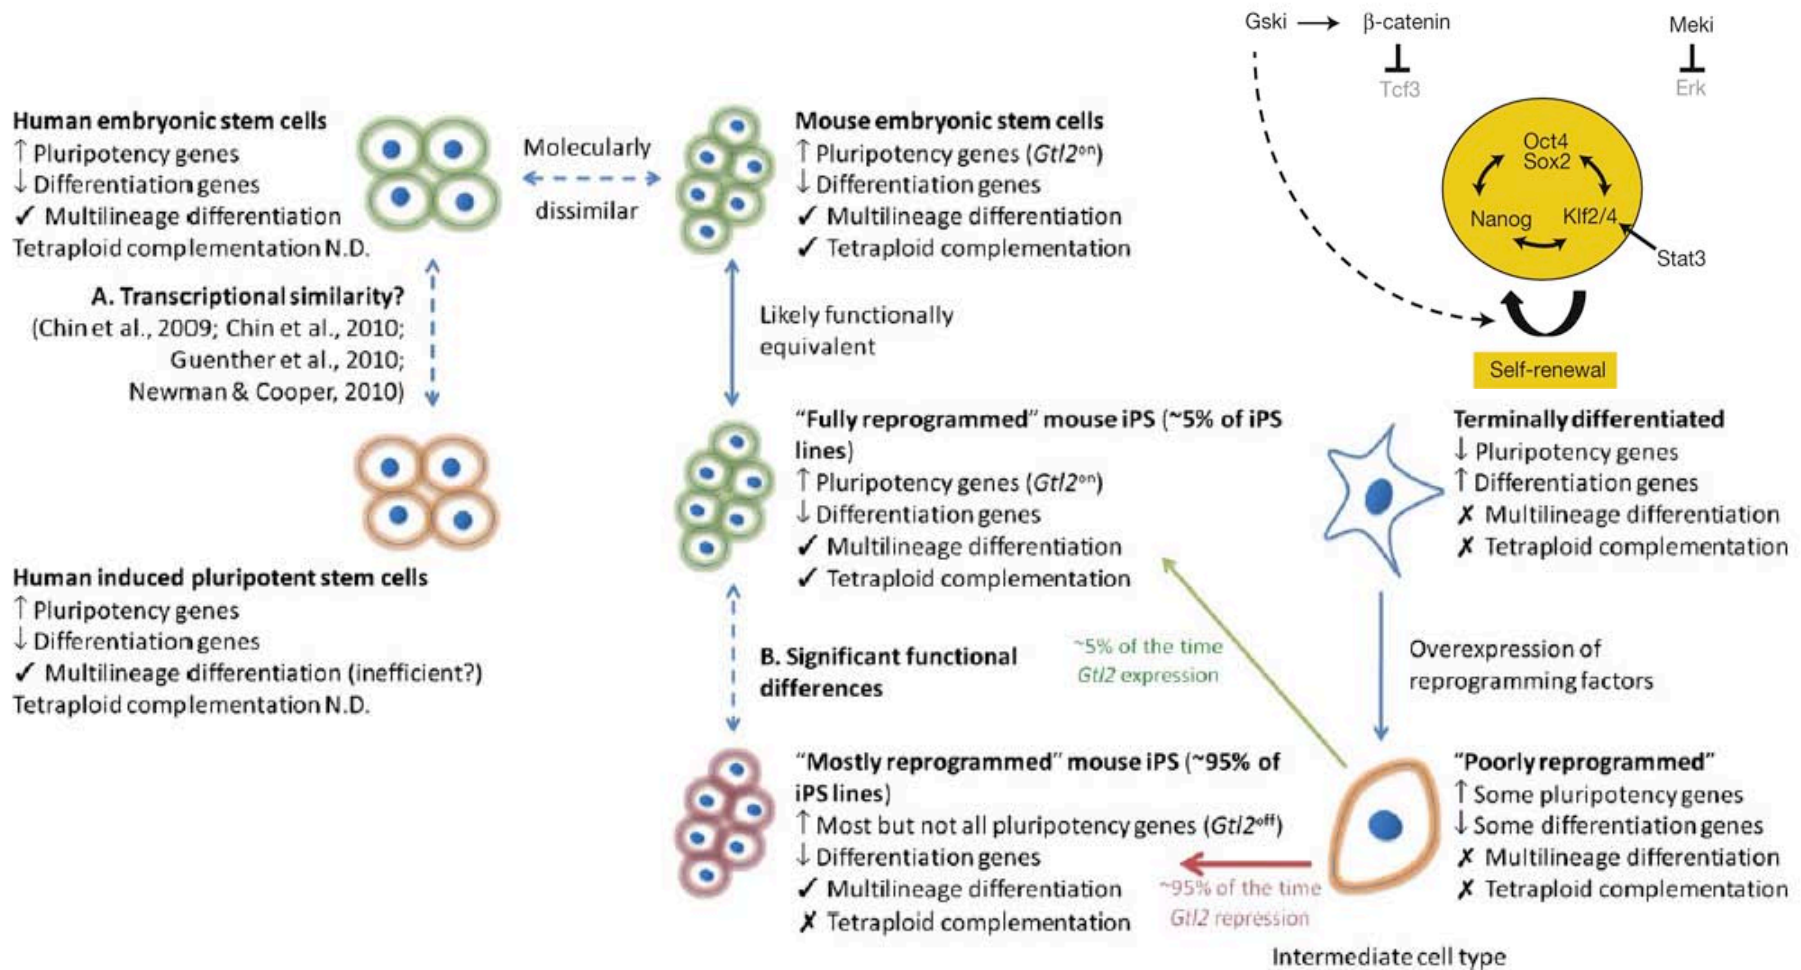 Gski
β-catenin
Tcf3
Meki
Erk
Oct4
Sox2
Nanog
Klf2/4
Stat3
Self-renewal
Human embryonic stem cells
↑ Pluripotency genes
↓ Differentiation genes
✓ Multilineage differentiation
Tetraploid complementation N.D.
Molecularly
dissimilar
Mouse embryonic stem cells
↑ Pluripotency genes (Gtl2ᵒⁿ)
↓ Differentiation genes
✓ Multilineage differentiation
✓ Tetraploid complementation
A. Transcriptional similarity?
(Chin et al., 2009; Chin et al., 2010;
Guenther et al., 2010;
Newman & Cooper, 2010)
Likely functionally
equivalent
Human induced pluripotent stem cells
↑ Pluripotency genes
↓ Differentiation genes
✓ Multilineage differentiation (inefficient?)
Tetraploid complementation N.D.
“Fully reprogrammed” mouse iPS (~5% of iPS
lines)
↑ Pluripotency genes (Gtl2ᵒⁿ)
↓ Differentiation genes
✓ Multilineage differentiation
✓ Tetraploid complementation
Terminally differentiated
↓ Pluripotency genes
↑ Differentiation genes
✗ Multilineage differentiation
✗ Tetraploid complementation
B. Significant functional
differences
~5% of the time
Gtl2 expression
Overexpression of
reprogramming factors
“Mostly reprogrammed” mouse iPS (~95% of
iPS lines)
↑ Most but not all pluripotency genes (Gtl2ᵒᶠᶠ)
↓ Differentiation genes
✓ Multilineage differentiation
✗ Tetraploid complementation
~95% of the time
Gtl2 repression
“Poorly reprogrammed”
↑ Some pluripotency genes
↓ Some differentiation genes
✗ Multilineage differentiation
✗ Tetraploid complementation
Intermediate cell type